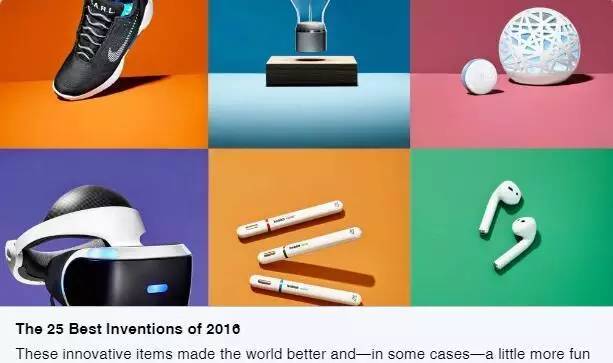 EARL
The 25 Best Inventions of 2016
These innovative items made the world better and—in some cases—a little more fun